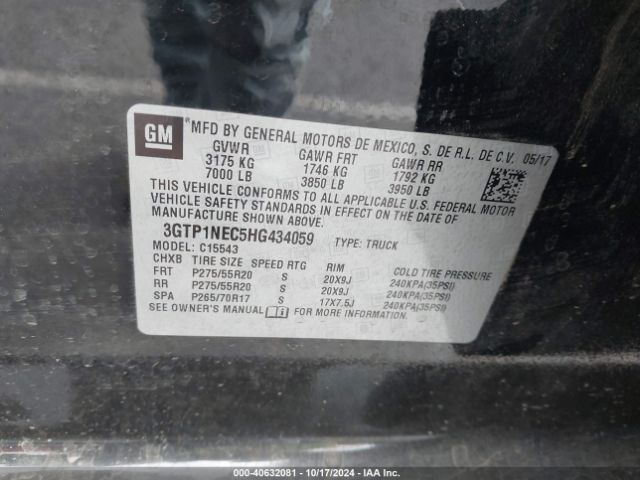 GM
MFD BY GENERAL MOTORS DE MEXICO, S. DE R.L. DE C.V. 05/17
GVWR GAWR FRT GAWR RR
3175 KG 1746 KG 1792 KG
7000 LB 3850 LB 3950 LB
THIS VEHICLE CONFORMS TO ALL APPLICABLE U.S. FEDERAL MOTOR
VEHICLE SAFETY STANDARDS IN EFFECT ON THE DATE OF
MANUFACTURE SHOWN ABOVE.
3GTP1NEC5HG434059 TYPE: TRUCK
MODEL: C15543
CHXB TIRE SIZE SPEED RTG RIM COLD TIRE PRESSURE
FRT P275/55R20 S 20X9J 240KPA(35PSI)
RR P275/55R20 S 20X9J 240KPA(35PSI)
SPA P265/70R17 S 17X7.5J 240KPA(35PSI)
SEE OWNER'S MANUAL FOR MORE INFORMATION.
000-40632081 - 10/17/2024 - IAA Inc.